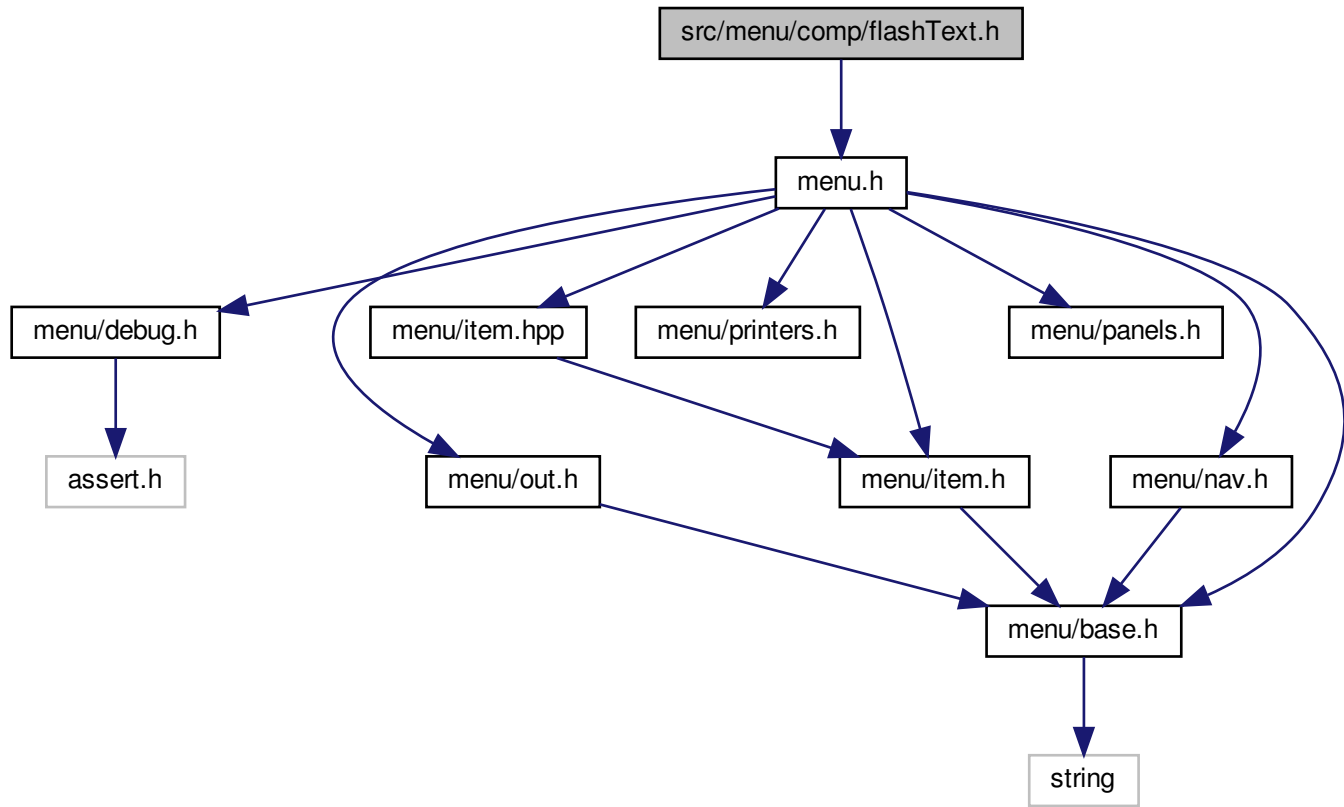 src/menu/comp/flashText.h
menu.h
menu/debug.h
menu/item.hpp
menu/printers.h
menu/panels.h
assert.h
menu/out.h
menu/item.h
menu/nav.h
menu/base.h
string